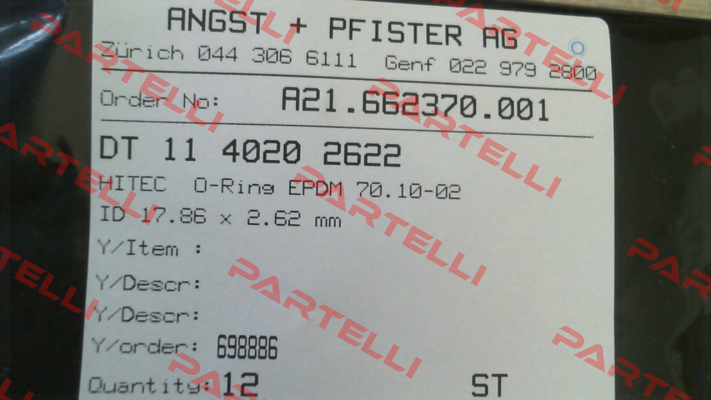 ANGST + PFISTER AG
Zürich 044 306 6111 Genf 022 979 2800
Order No: A21.662370.001
DT 11 4020 2622
HITEC O-Ring EPDM 70.10-02
ID 17.86 x 2.62 mm
Y/Item :
Y/Descr:
Y/Descr:
Y/order: 698886
Quantity: 12 ST
PARTELLI
PARTELLI
PARTELLI
PARTELLI
PARTELLI
PARTELLI
PARTELLI
PARTELLI
PARTELLI